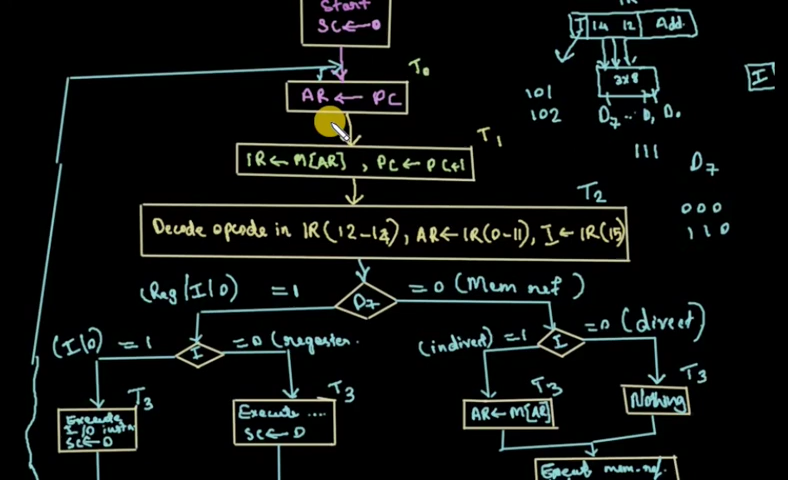 Start
SC←0
I 14 12 Add.
3x8
I
T0
AR ← PC
101
102
D7 ... D1 D0
T1
111
D7
IR ← M[AR] , PC ← PC+1
T2
000
110
Decode opcode in IR(12-14), AR←IR(0-11), I←IR(15)
(Reg/I/O) =1
D7
=0 (Mem ref)
(I/O) =1
I
=0 (regester.
(indirect) =1
I
=0 (direct)
T3
T3
T3
T3
Execute
I/O instr
SC←0
Execute ....
SC←0
AR←M[AR]
Nothing
Execut mem-ref.